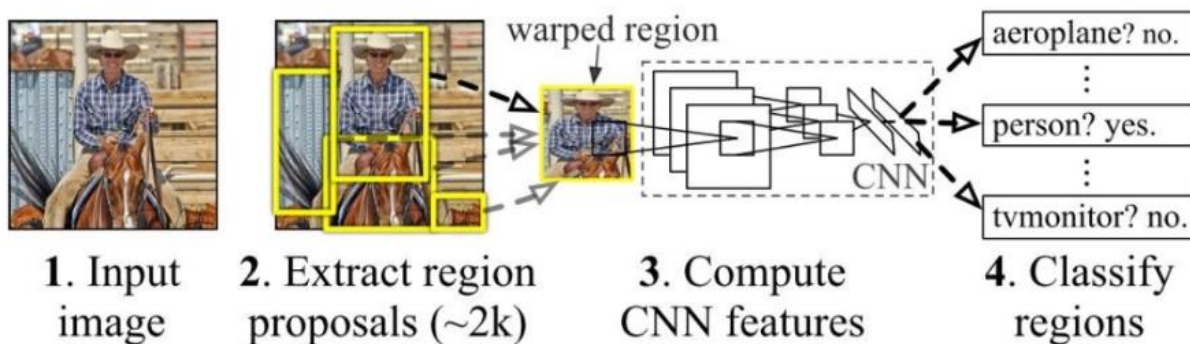 warped region
aeroplane? no.
person? yes.
CNN
tvmonitor? no.
1. Input
image
2. Extract region
proposals (~2k)
3. Compute
CNN features
4. Classify
regions